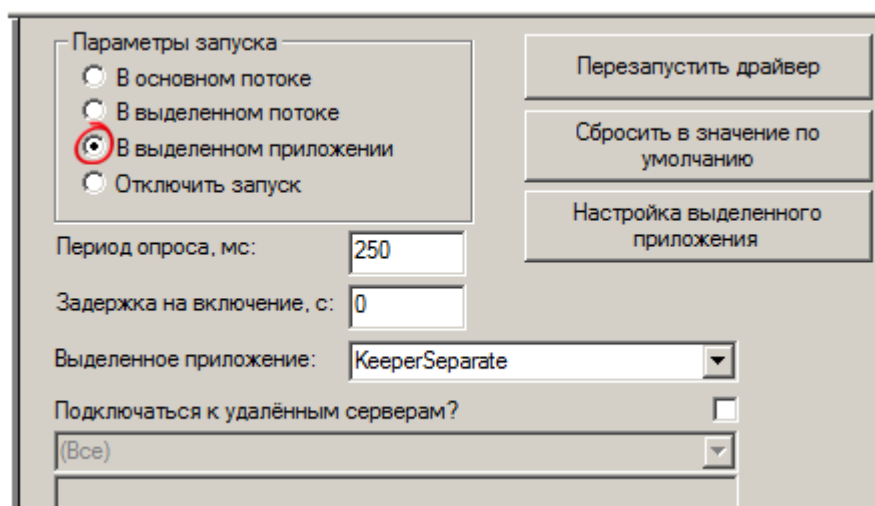 Параметры запуска
В основном потоке
В выделенном потоке
В выделенном приложении
Отключить запуск
Перезапустить драйвер
Сбросить в значение по
умолчанию
Настройка выделенного
приложения
Период опроса, мс: 250
Задержка на включение, с: 0
Выделенное приложение: KeeperSeparate
Подключаться к удалённым серверам?
(Все)